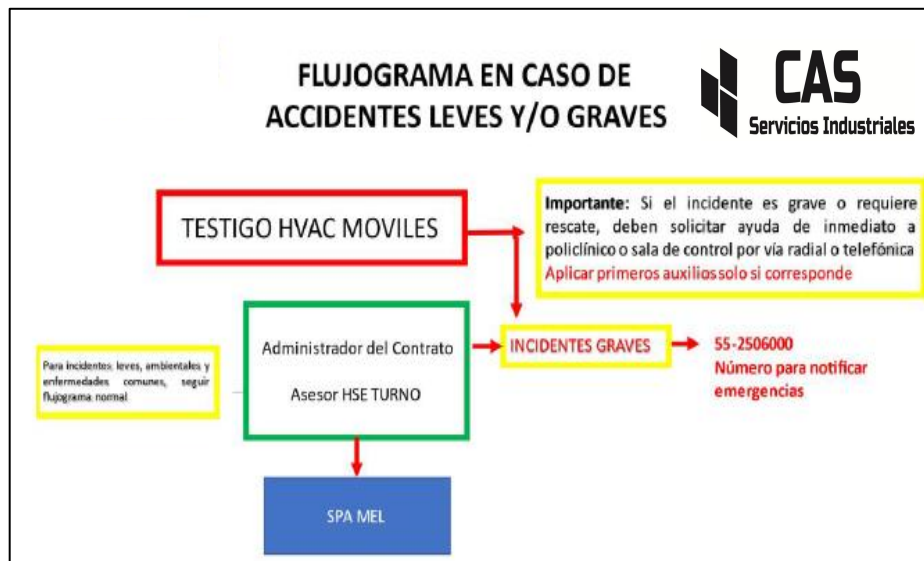 FLUJOGRAMA EN CASO DE
ACCIDENTES LEVES Y/O GRAVES
CAS
Servicios Industriales
TESTIGO HVAC MOVILES
Importante: Si el incidente es grave o requiere
rescate, deben solicitar ayuda de inmediato a
policlínico o sala de control por vía radial o telefónica
Aplicar primeros auxilios solo si corresponde
Administrador del Contrato
Asesor HSE TURNO
INCIDENTES GRAVES
55-2506000
Número para notificar
emergencias
Para incidentes, leves, ambientales y
enfermedades comunes, seguir
flujograma normal
SPA MEL